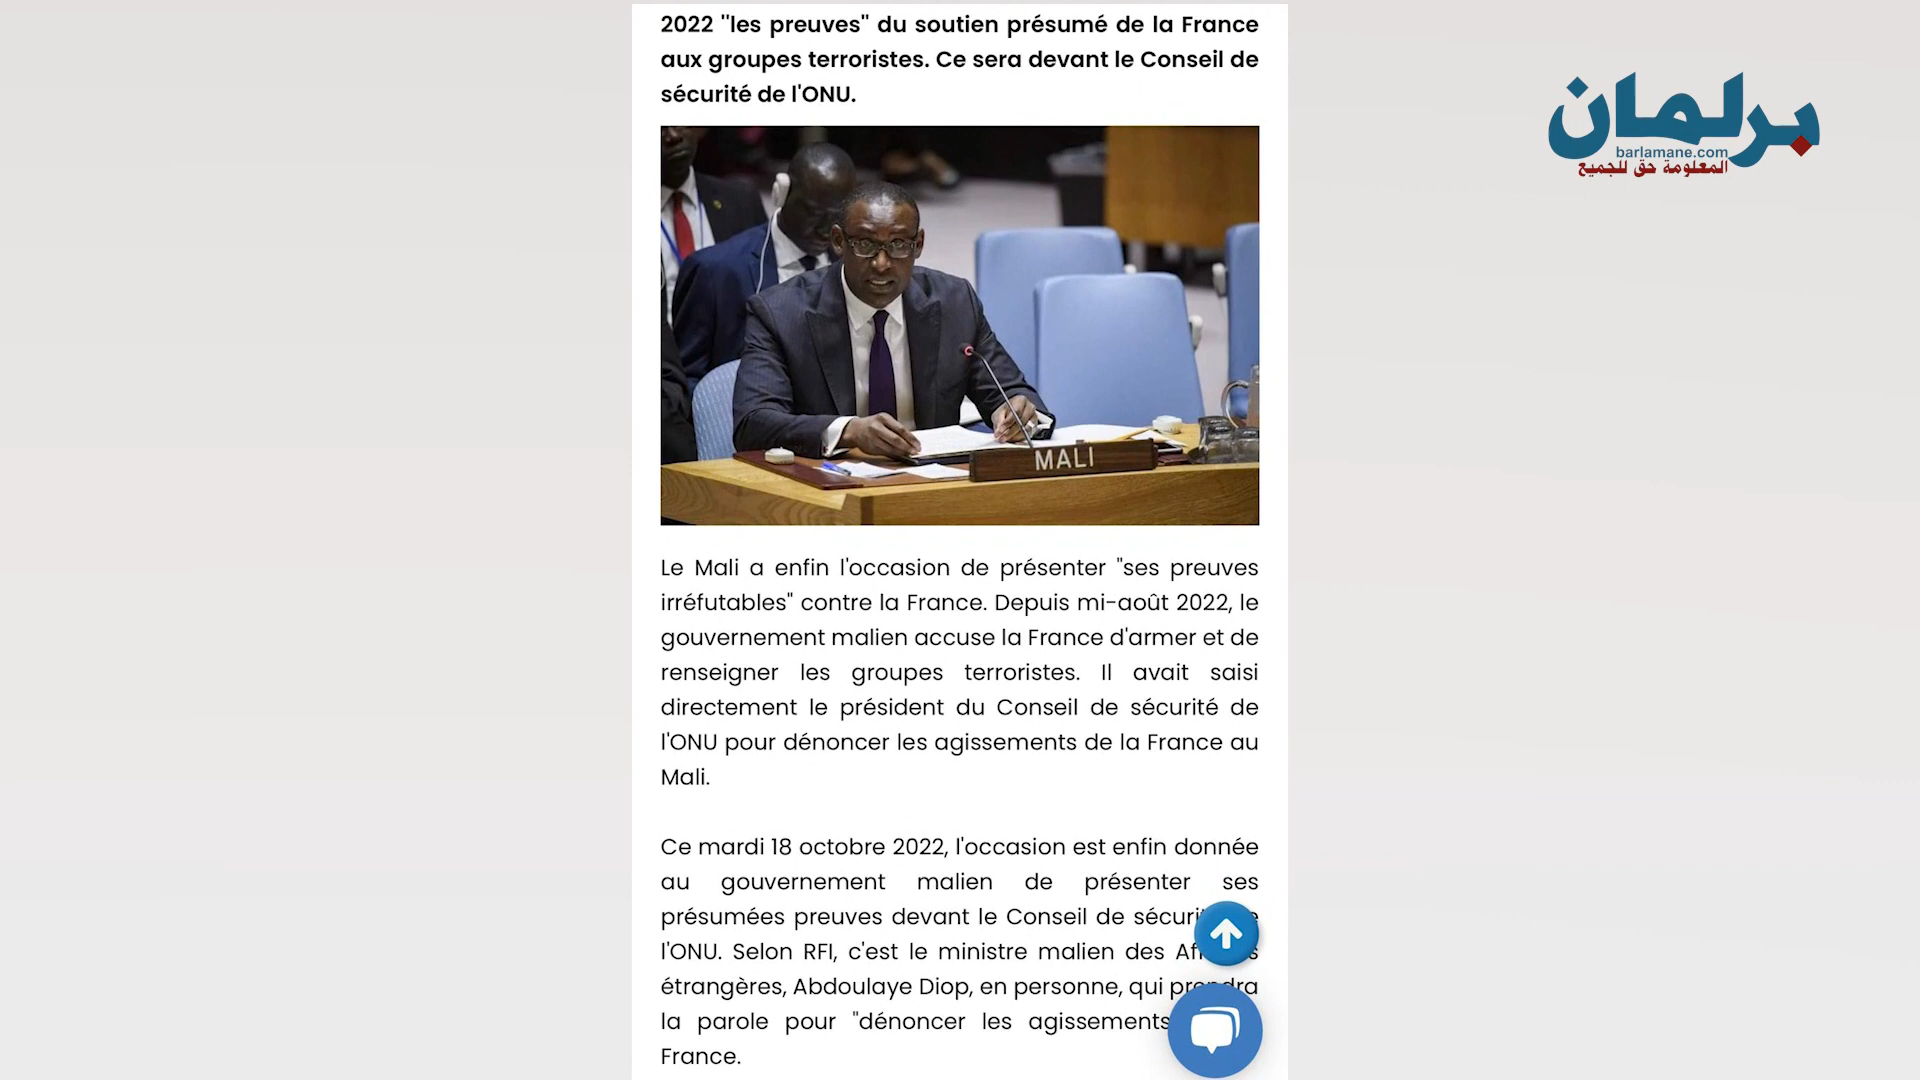 2022 "les preuves" du soutien présumé de la France
aux groupes terroristes. Ce sera devant le Conseil de
sécurité de l'ONU.
برلمان
barlamane.com
المعلومة حق للجميع
MALI
Le Mali a enfin l'occasion de présenter "ses preuves
irréfutables" contre la France. Depuis mi-août 2022, le
gouvernement malien accuse la France d'armer et de
renseigner les groupes terroristes. Il avait saisi
directement le président du Conseil de sécurité de
l'ONU pour dénoncer les agissements de la France au
Mali.
Ce mardi 18 octobre 2022, l'occasion est enfin donnée
au gouvernement malien de présenter ses
présumées preuves devant le Conseil de
l'ONU. Selon RFI, c'est le ministre malien des
étrangères, Abdoulaye Diop, en personne, qui prendra
la parole pour "dénoncer les agissements
France.